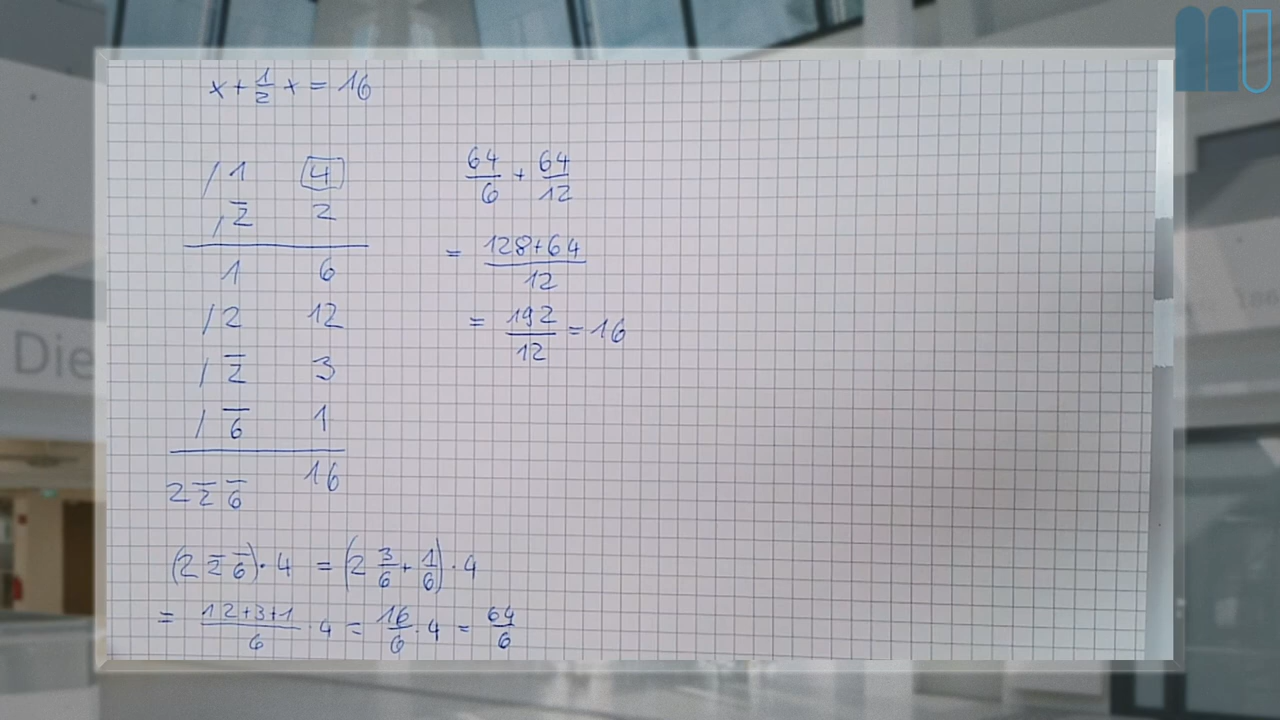 x + 1/2 x = 16
/ 1 4
/ 2̅ 2
1 6
/ 2 12
/ 2̅ 3
/ 6̅ 1
2 2̅ 6̅ 16
(2 2̅ 6̅) · 4 = (2 3/6 + 1/6) · 4
= (12+3+1)/6 · 4 = 16/6 · 4 = 64/6
64/6 + 64/12
= (128+64)/12
= 192/12 = 16
Die